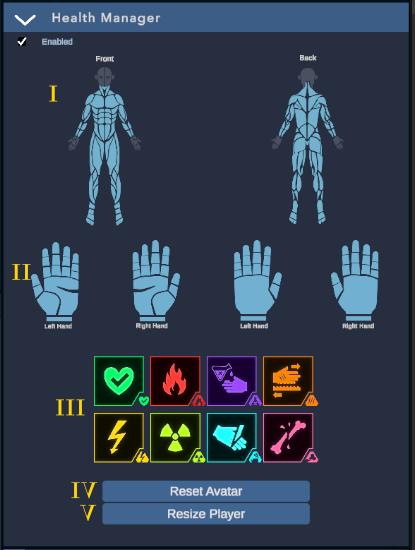 Health Manager
Enabled
Front Back
I
II
Left Hand Right Hand Left Hand Right Hand
III
IV Reset Avatar
V Resize Player